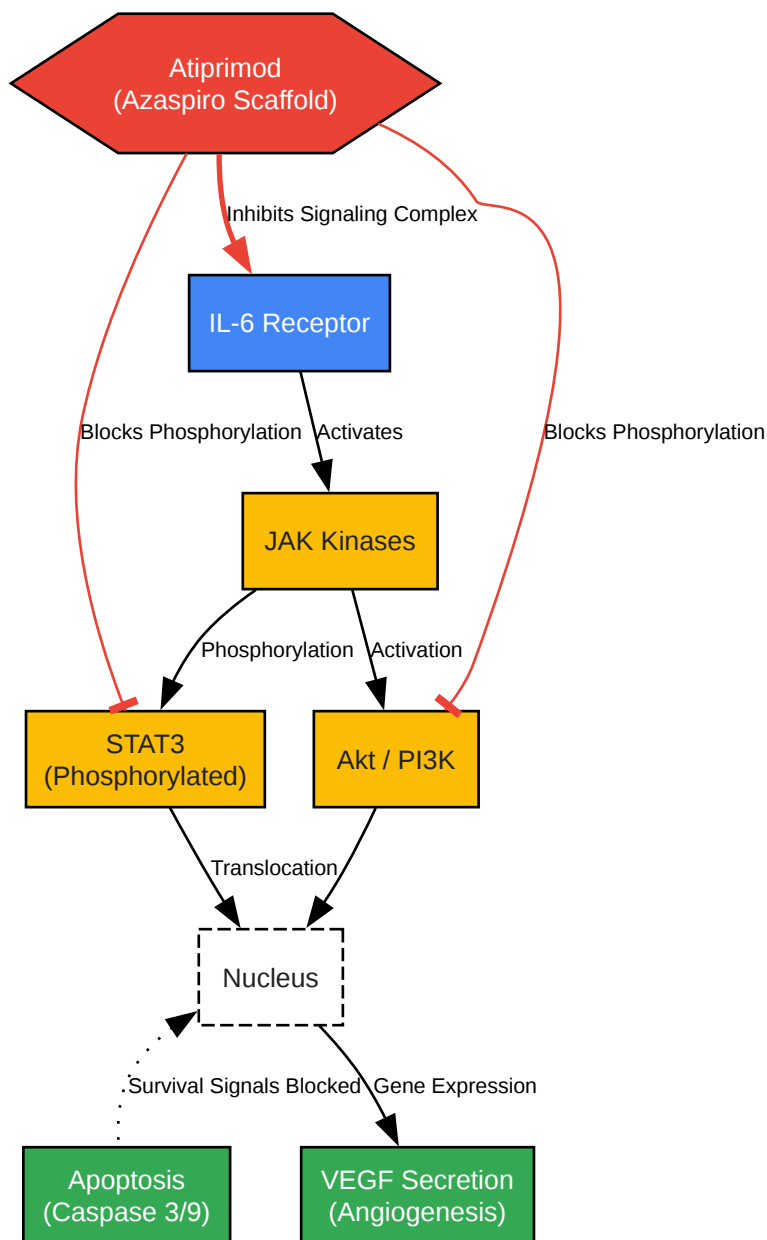 Atiprimod
(Azaspiro Scaffold)
Inhibits Signaling Complex
IL-6 Receptor
Blocks Phosphorylation
Activates
Blocks Phosphorylation
JAK Kinases
Phosphorylation
Activation
STAT3
(Phosphorylated)
Akt / PI3K
Translocation
Nucleus
Survival Signals Blocked
Gene Expression
Apoptosis
(Caspase 3/9)
VEGF Secretion
(Angiogenesis)